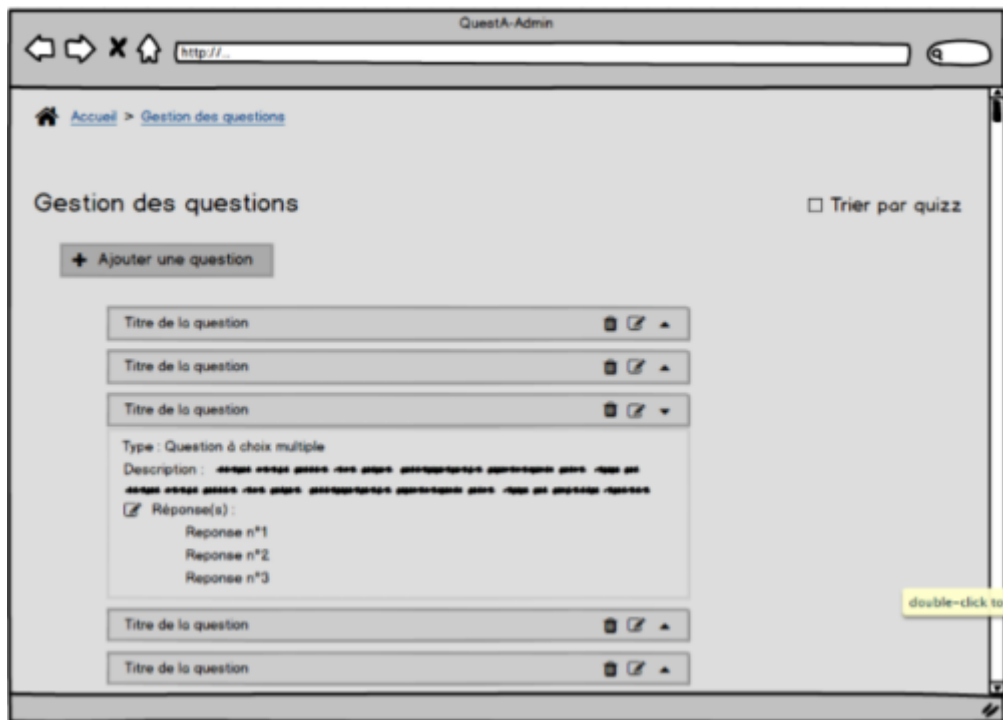 QuestA-Admin
http://...
Accueil > Gestion des questions
Gestion des questions
Trier par quizz
Ajouter une question
Titre de la question
Titre de la question
Titre de la question
Type : Question à choix multiple
Description :
Réponse(s) :
Reponse n°1
Reponse n°2
Reponse n°3
double-click to
Titre de la question
Titre de la question